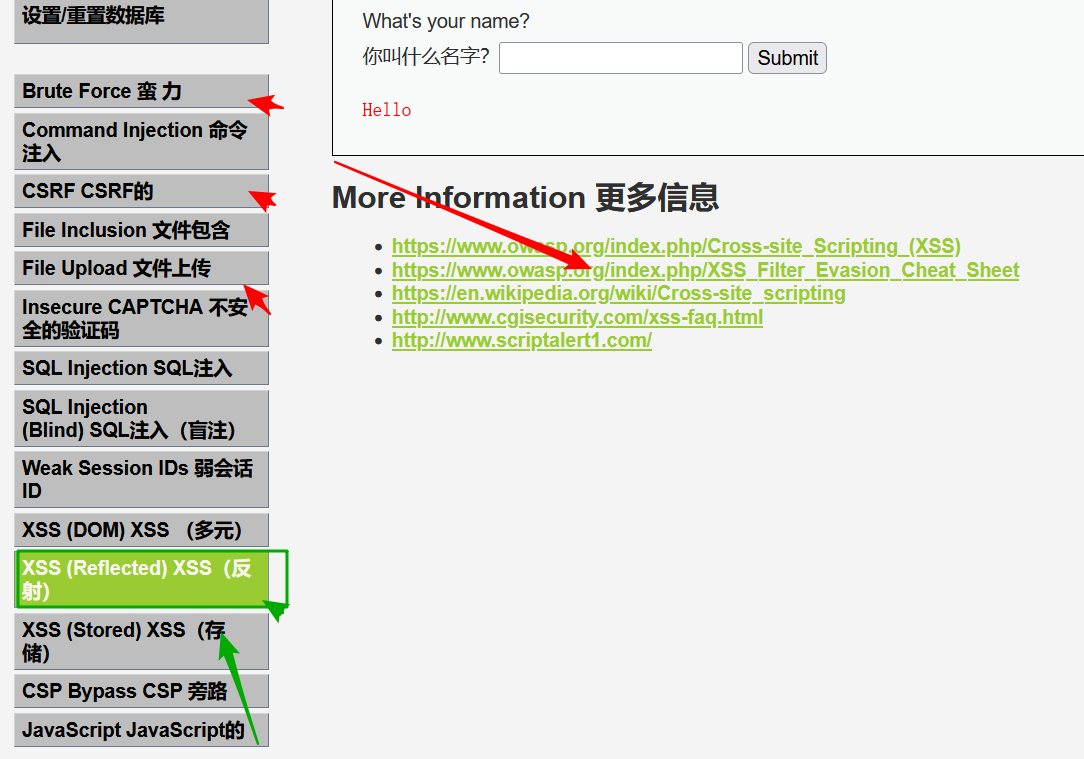 设置/重置数据库
Brute Force 蛮 力
Command Injection 命令
注入
CSRF CSRF的
File Inclusion 文件包含
File Upload 文件上传
Insecure CAPTCHA 不安
全的验证码
SQL Injection SQL注入
SQL Injection
(Blind) SQL注入（盲注）
Weak Session IDs 弱会话
ID
XSS (DOM) XSS （多元）
XSS (Reflected) XSS（反
射）
XSS (Stored) XSS（存
储）
CSP Bypass CSP 旁路
JavaScript JavaScript的
What's your name?
你叫什么名字？ Submit
Hello
More Information 更多信息
https://www.owasp.org/index.php/Cross-site_Scripting_(XSS)
https://www.owasp.org/index.php/XSS_Filter_Evasion_Cheat_Sheet
https://en.wikipedia.org/wiki/Cross-site_scripting
http://www.cgisecurity.com/xss-faq.html
http://www.scriptalert1.com/